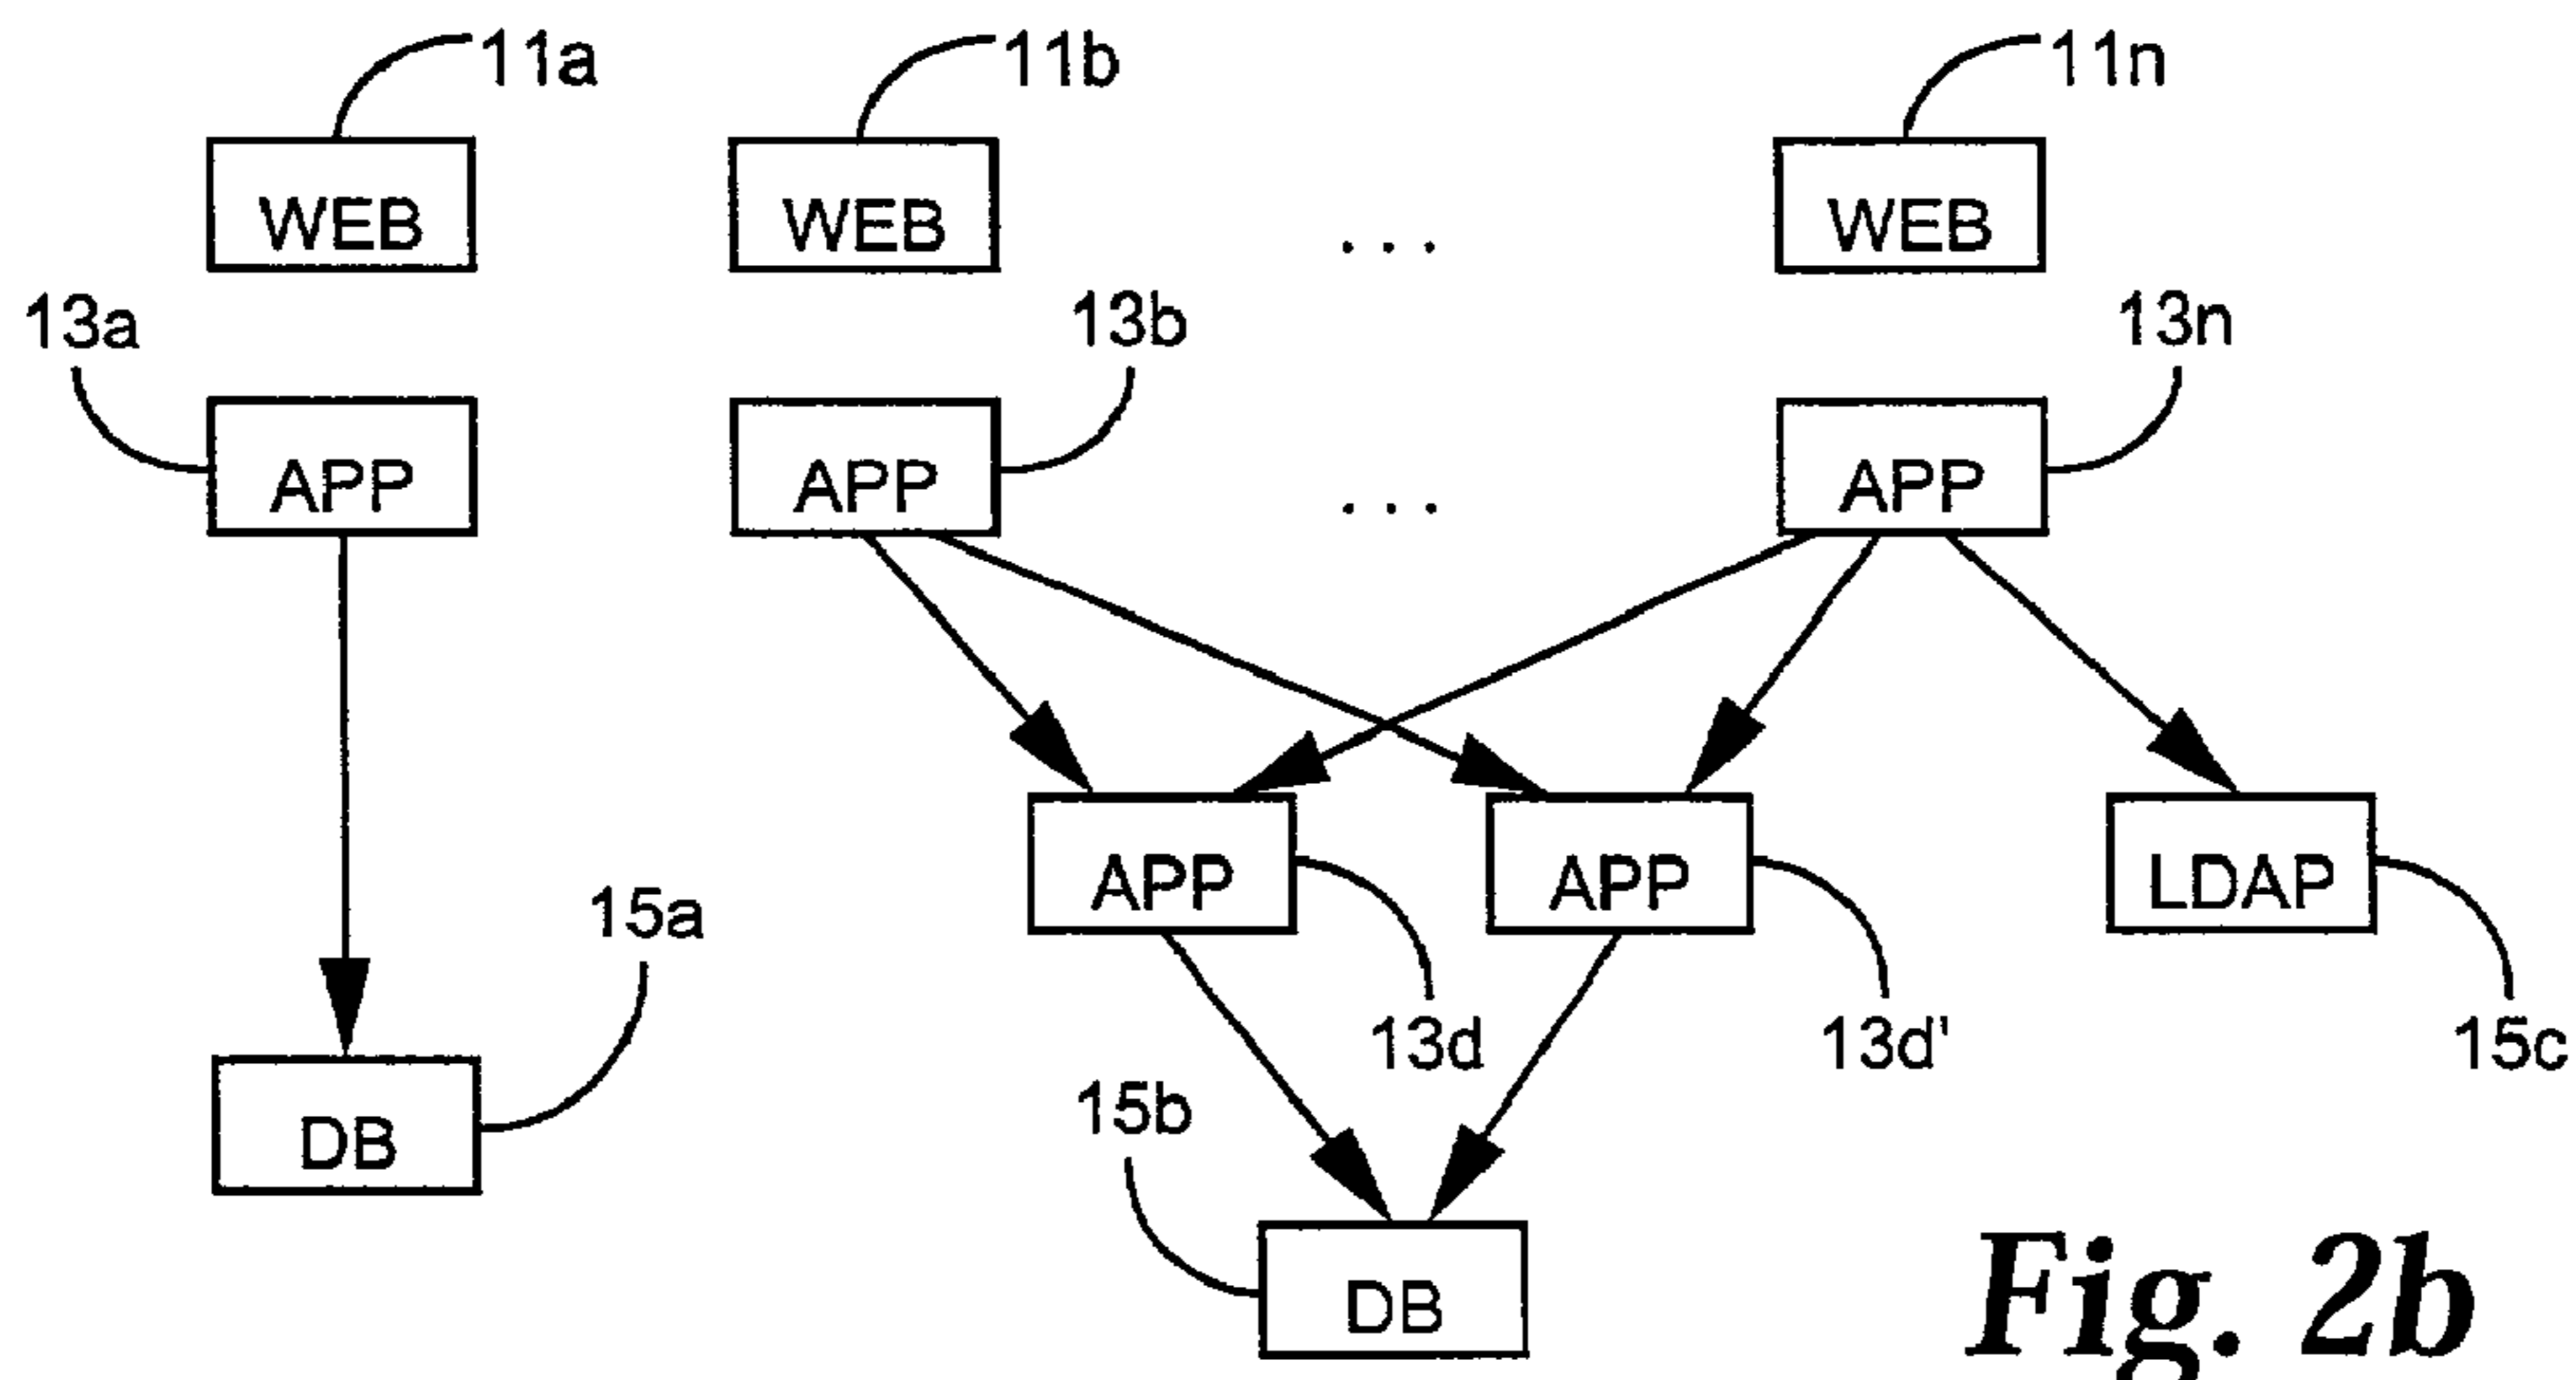 11a 11b 11n
WEB WEB ... WEB
13a 13b 13n
APP APP ... APP
APP APP LDAP
15a
13d 13d' 15c
15b
DB
DB
Fig. 2b